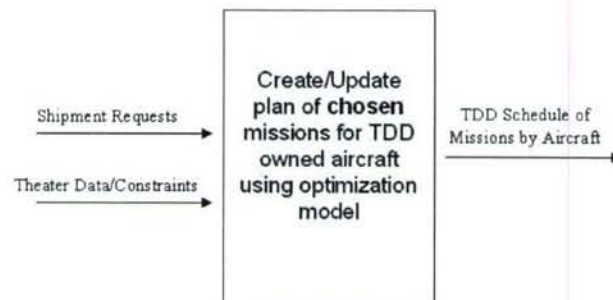 Create/Update
plan of chosen
missions for TDD
owned aircraft
using optimization
model
Shipment Requests
Theater Data/Constraints
TDD Schedule of
Missions by Aircraft